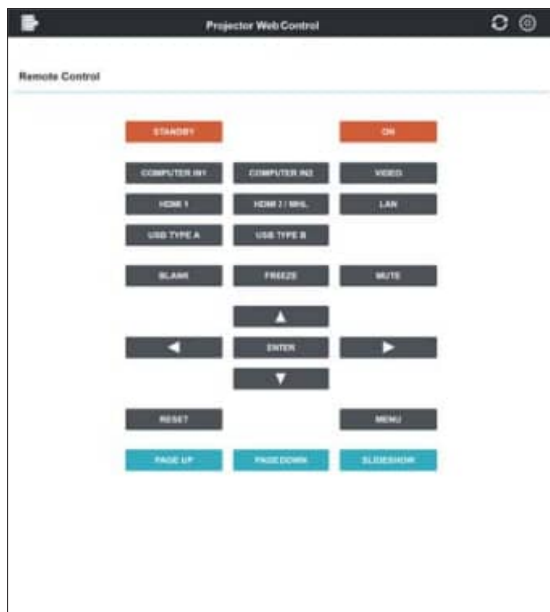 Projector Web Control
Remote Control
STANDBY ON
COMPUTER IN1 COMPUTER IN2 VIDEO
HDMI 1 HDMI 2 / MHL LAN
USB TYPE A USB TYPE B
BLANK FREEZE MUTE
ENTER
RESET MENU
PAGE UP PAGE DOWN SLIDESHOW